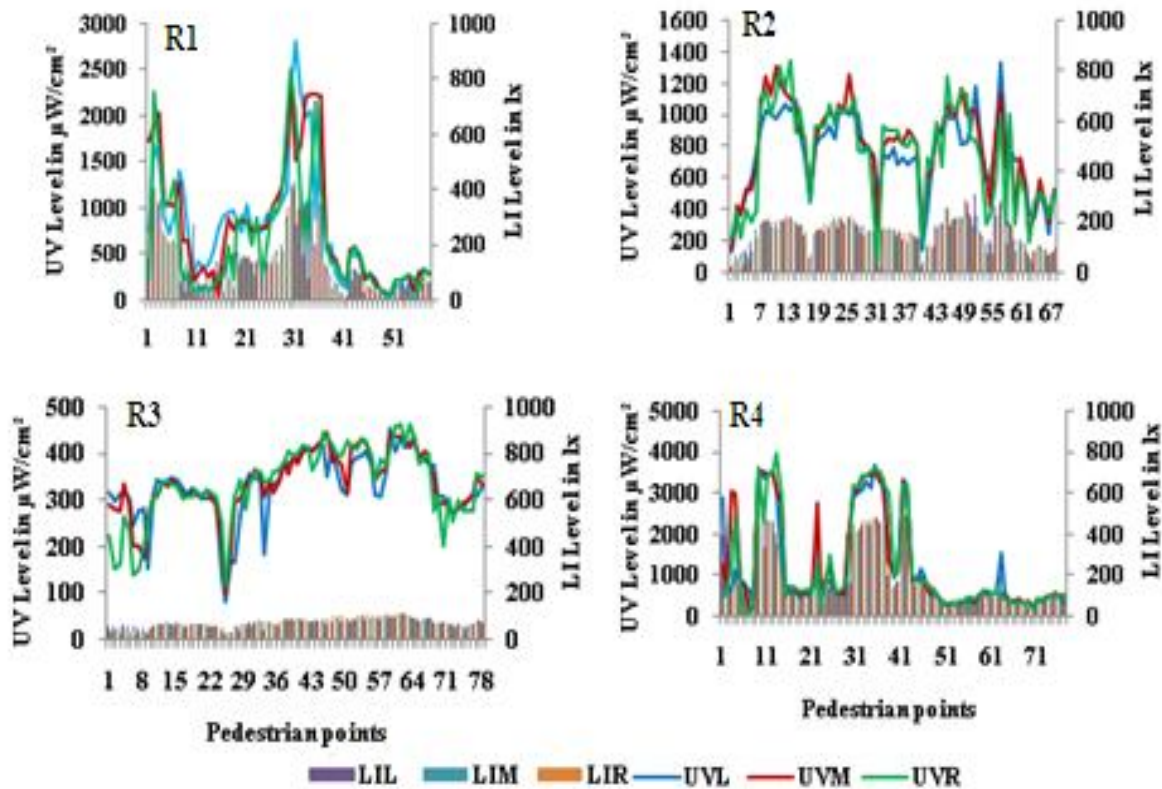 R1
UV Level in µW/cm²
3000
2500
2000
1500
1000
500
0
1000
800
600
400
200
0
LI Level in lx
1 11 21 31 41 51
R2
UV Level in µW/cm²
1600
1400
1200
1000
800
600
400
200
0
1000
800
600
400
200
0
LI Level in lx
1 7 13 19 25 31 37 43 49 55 61 67
R3
UV Level in µW/cm²
500
400
300
200
100
0
1000
800
600
400
200
0
LI Level in lx
1 8 15 22 29 36 43 50 57 64 71 78
Pedestrian points
R4
UV Level in µW/cm²
5000
4000
3000
2000
1000
0
1000
800
600
400
200
0
LI Level in lx
1 11 21 31 41 51 61 71
Pedestrian points
LIL LIM LIR UVL UVM UVR